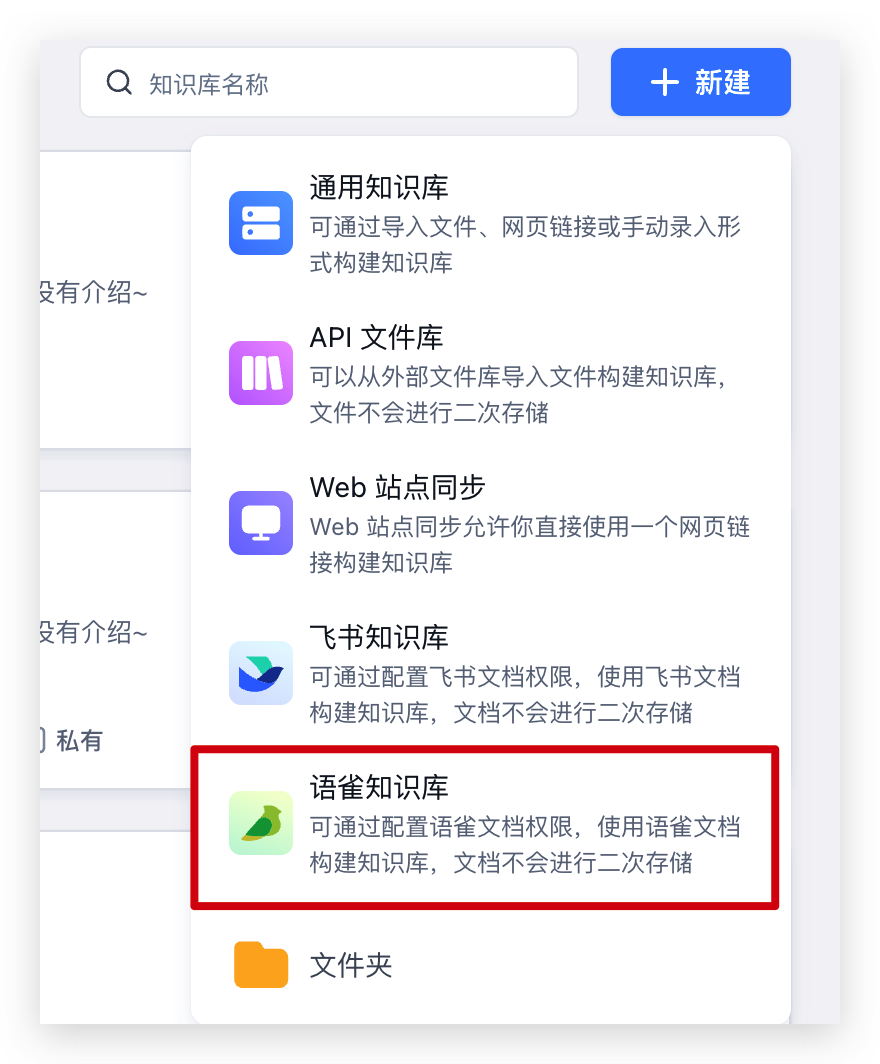 知识库名称
新建
通用知识库
可通过导入文件、网页链接或手动录入形
式构建知识库
没有介绍~
API 文件库
可以从外部文件库导入文件构建知识库，
文件不会进行二次存储
Web 站点同步
Web 站点同步允许你直接使用一个网页链
接构建知识库
飞书知识库
没有介绍~
可通过配置飞书文档权限，使用飞书文档
构建知识库，文档不会进行二次存储
私有
语雀知识库
可通过配置语雀文档权限，使用语雀文档
构建知识库，文档不会进行二次存储
文件夹